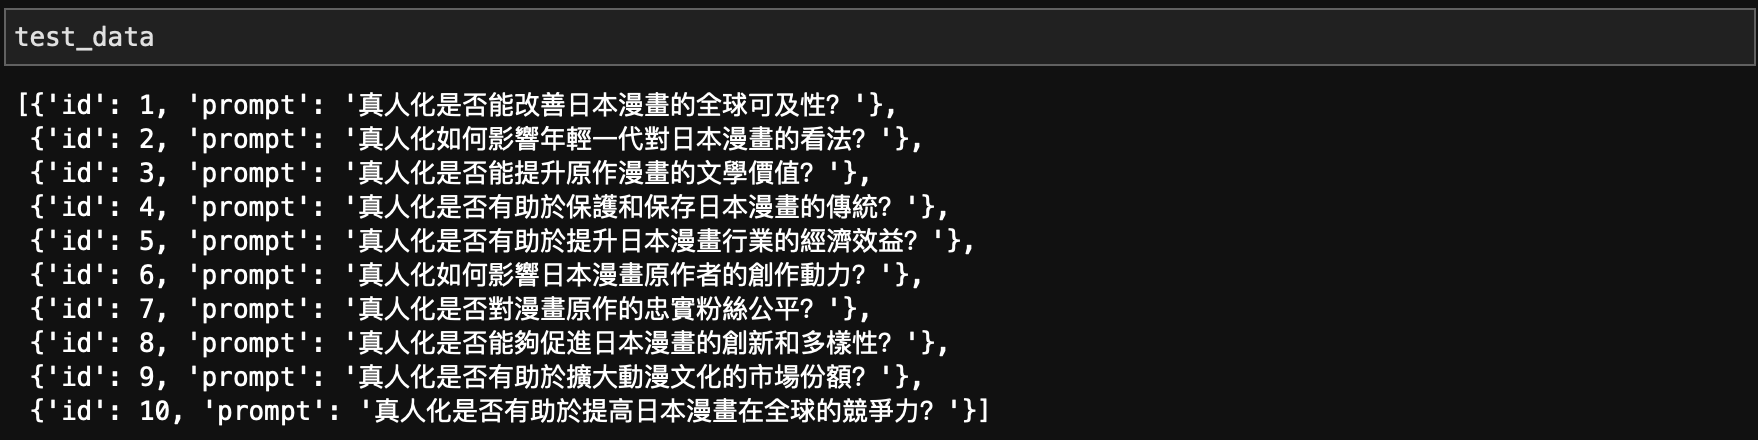 test_data
[{'id': 1, 'prompt': '真人化是否能改善日本漫畫的全球可及性？'},
{'id': 2, 'prompt': '真人化如何影響年輕一代對日本漫畫的看法？'},
{'id': 3, 'prompt': '真人化是否能提升原作漫畫的文學價值？'},
{'id': 4, 'prompt': '真人化是否有助於保護和保存日本漫畫的傳統？'},
{'id': 5, 'prompt': '真人化是否有助於提升日本漫畫行業的經濟效益？'},
{'id': 6, 'prompt': '真人化如何影響日本漫畫原作者的創作動力？'},
{'id': 7, 'prompt': '真人化是否對漫畫原作的忠實粉絲公平？'},
{'id': 8, 'prompt': '真人化是否能夠促進日本漫畫的創新和多樣性？'},
{'id': 9, 'prompt': '真人化是否有助於擴大動漫文化的市場份額？'},
{'id': 10, 'prompt': '真人化是否有助於提高日本漫畫在全球的競爭力？'}]